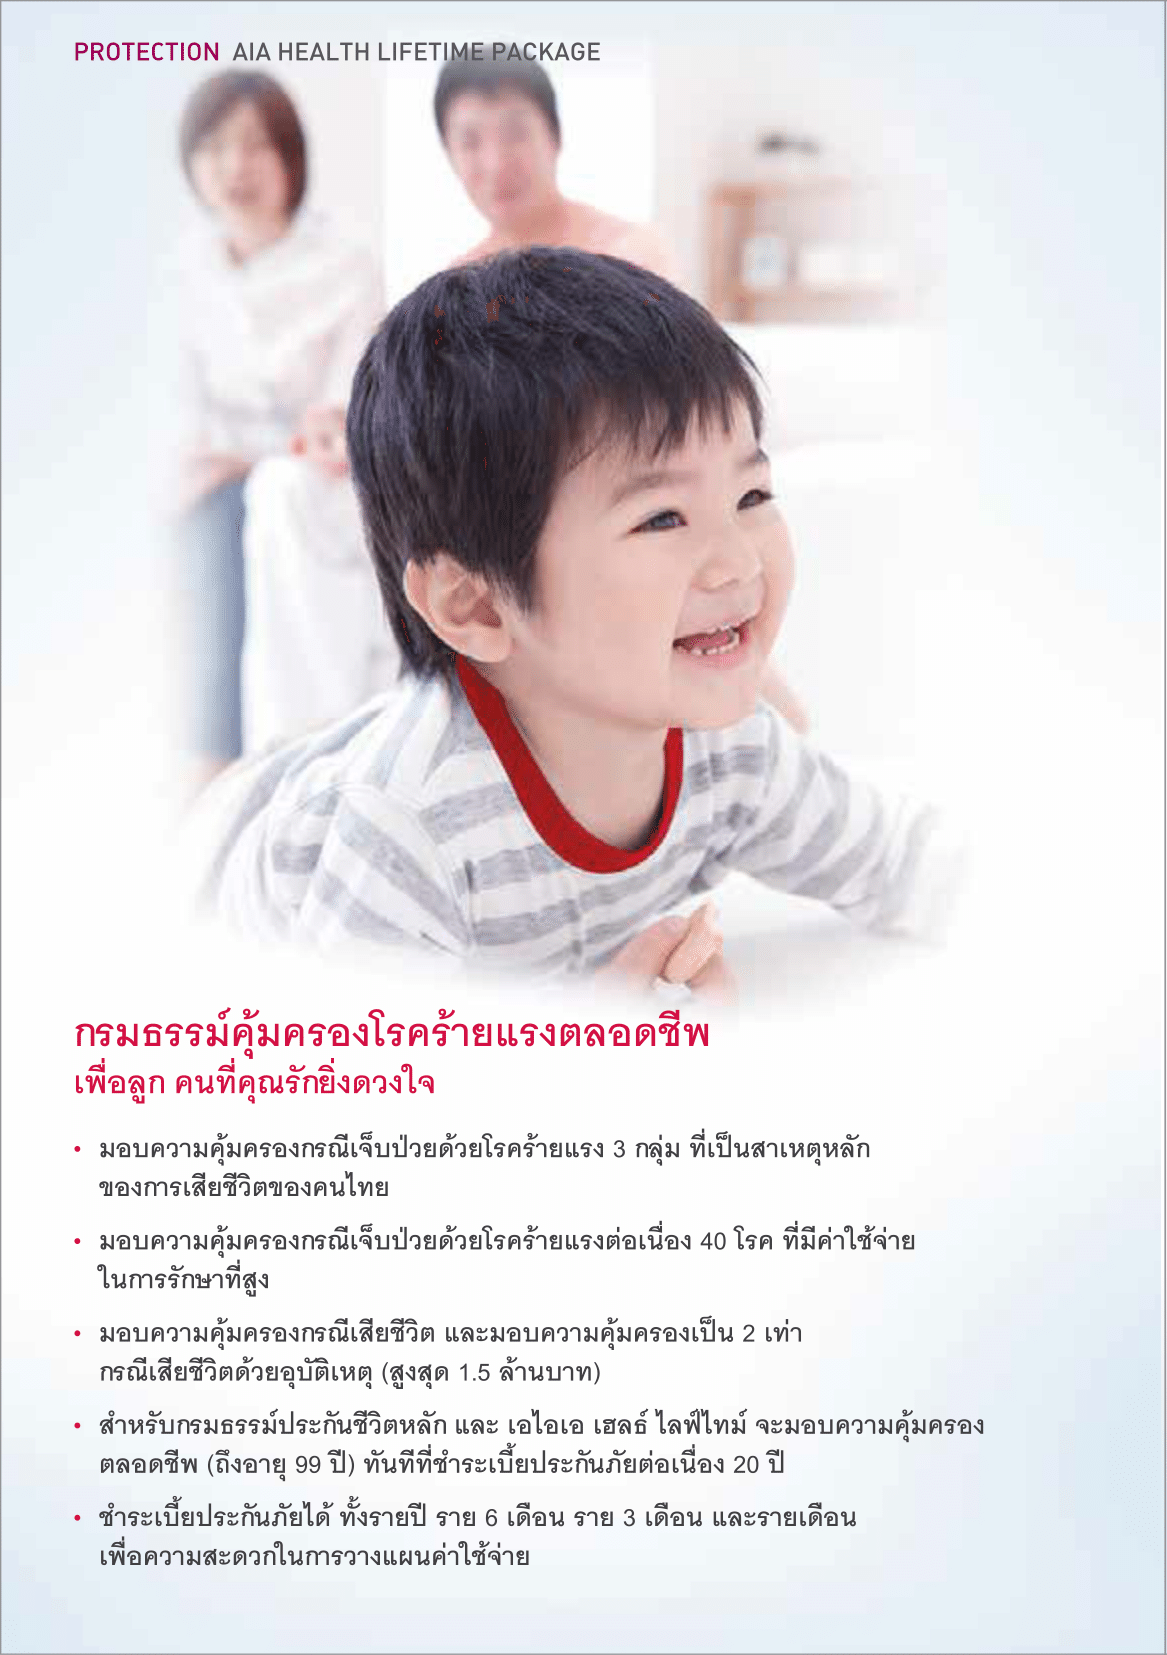 PROTECTION AIA HEALTH LIFETIME PACKAGE
กรมธรรม์คุ้มครองโรคร้ายแรงตลอดชีพ
เพื่อลูก คนที่คุณรักยิ่งดวงใจ
• มอบความคุ้มครองกรณีเจ็บป่วยด้วยโรคร้ายแรง 3 กลุ่ม ที่เป็นสาเหตุหลัก
ของการเสียชีวิตของคนไทย
• มอบความคุ้มครองกรณีเจ็บป่วยด้วยโรคร้ายแรงต่อเนื่อง 40 โรค ที่มีค่าใช้จ่าย
ในการรักษาที่สูง
• มอบความคุ้มครองกรณีเสียชีวิต และมอบความคุ้มครองเป็น 2 เท่า
กรณีเสียชีวิตด้วยอุบัติเหตุ (สูงสุด 1.5 ล้านบาท)
• สำหรับกรมธรรม์ประกันชีวิตหลัก และ เอไอเอ เฮลธ์ ไลฟ์ไทม์ จะมอบความคุ้มครอง
ตลอดชีพ (ถึงอายุ 99 ปี) ทันทีที่ชำระเบี้ยประกันภัยต่อเนื่อง 20 ปี
• ชำระเบี้ยประกันภัยได้ ทั้งรายปี ราย 6 เดือน ราย 3 เดือน และรายเดือน
เพื่อความสะดวกในการวางแผนค่าใช้จ่าย